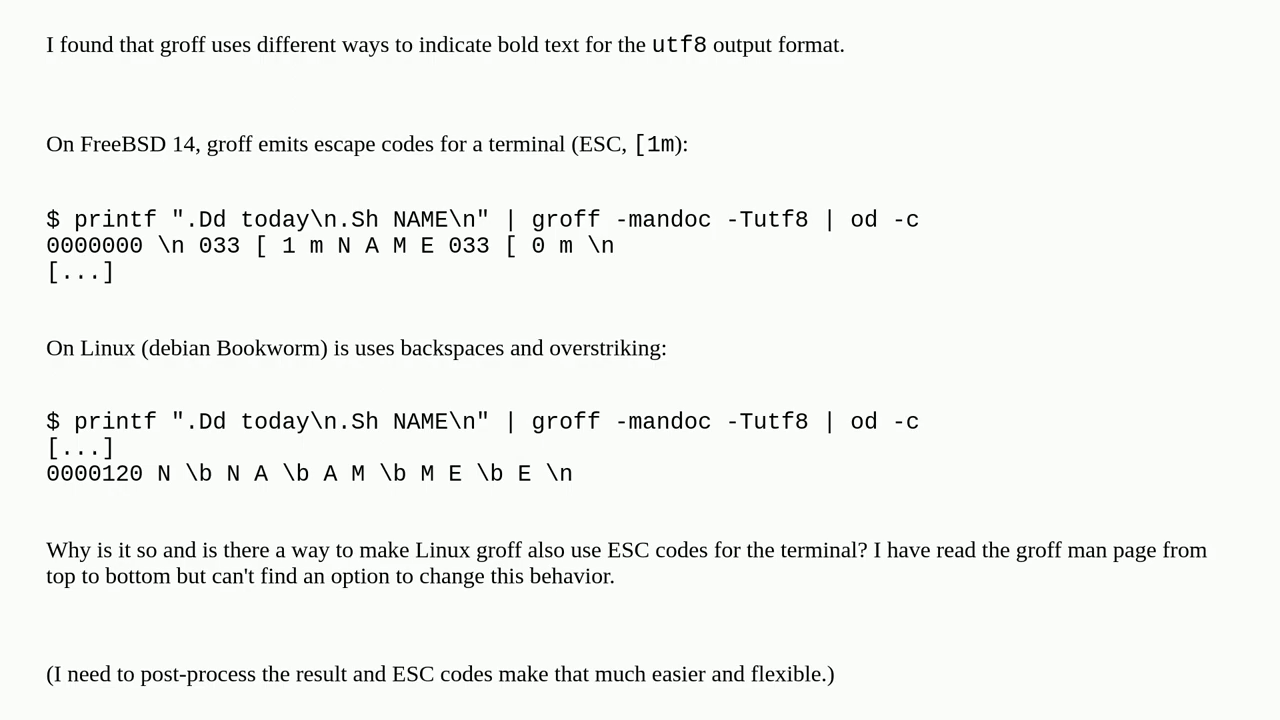 I found that groff uses different ways to indicate bold text for the utf8 output format.
On FreeBSD 14, groff emits escape codes for a terminal (ESC, [1m):
$ printf ".Dd today\n.Sh NAME\n" | groff -mandoc -Tutf8 | od -c
0000000 \n 033 [ 1 m N A M E 033 [ 0 m \n
[...]
On Linux (debian Bookworm) is uses backspaces and overstriking:
$ printf ".Dd today\n.Sh NAME\n" | groff -mandoc -Tutf8 | od -c
[...]
0000120 N \b N A \b A M \b M E \b E \n
Why is it so and is there a way to make Linux groff also use ESC codes for the terminal? I have read the groff man page from
top to bottom but can't find an option to change this behavior.
(I need to post-process the result and ESC codes make that much easier and flexible.)